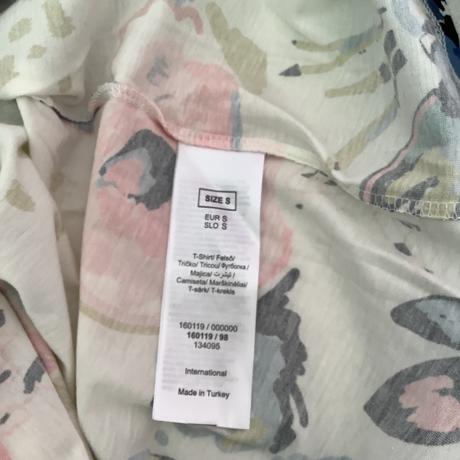 SIZE S
EUR S
SLO S
T-Shirt/ Felső/
Tričko/ Tricou/ Футболка/
Majica/ تيشرت /
Camiseta/ Marškinėliai/
T-särk/ T-krekls
160119 / 000000
160119 / 98
134095
International
Made in Turkey